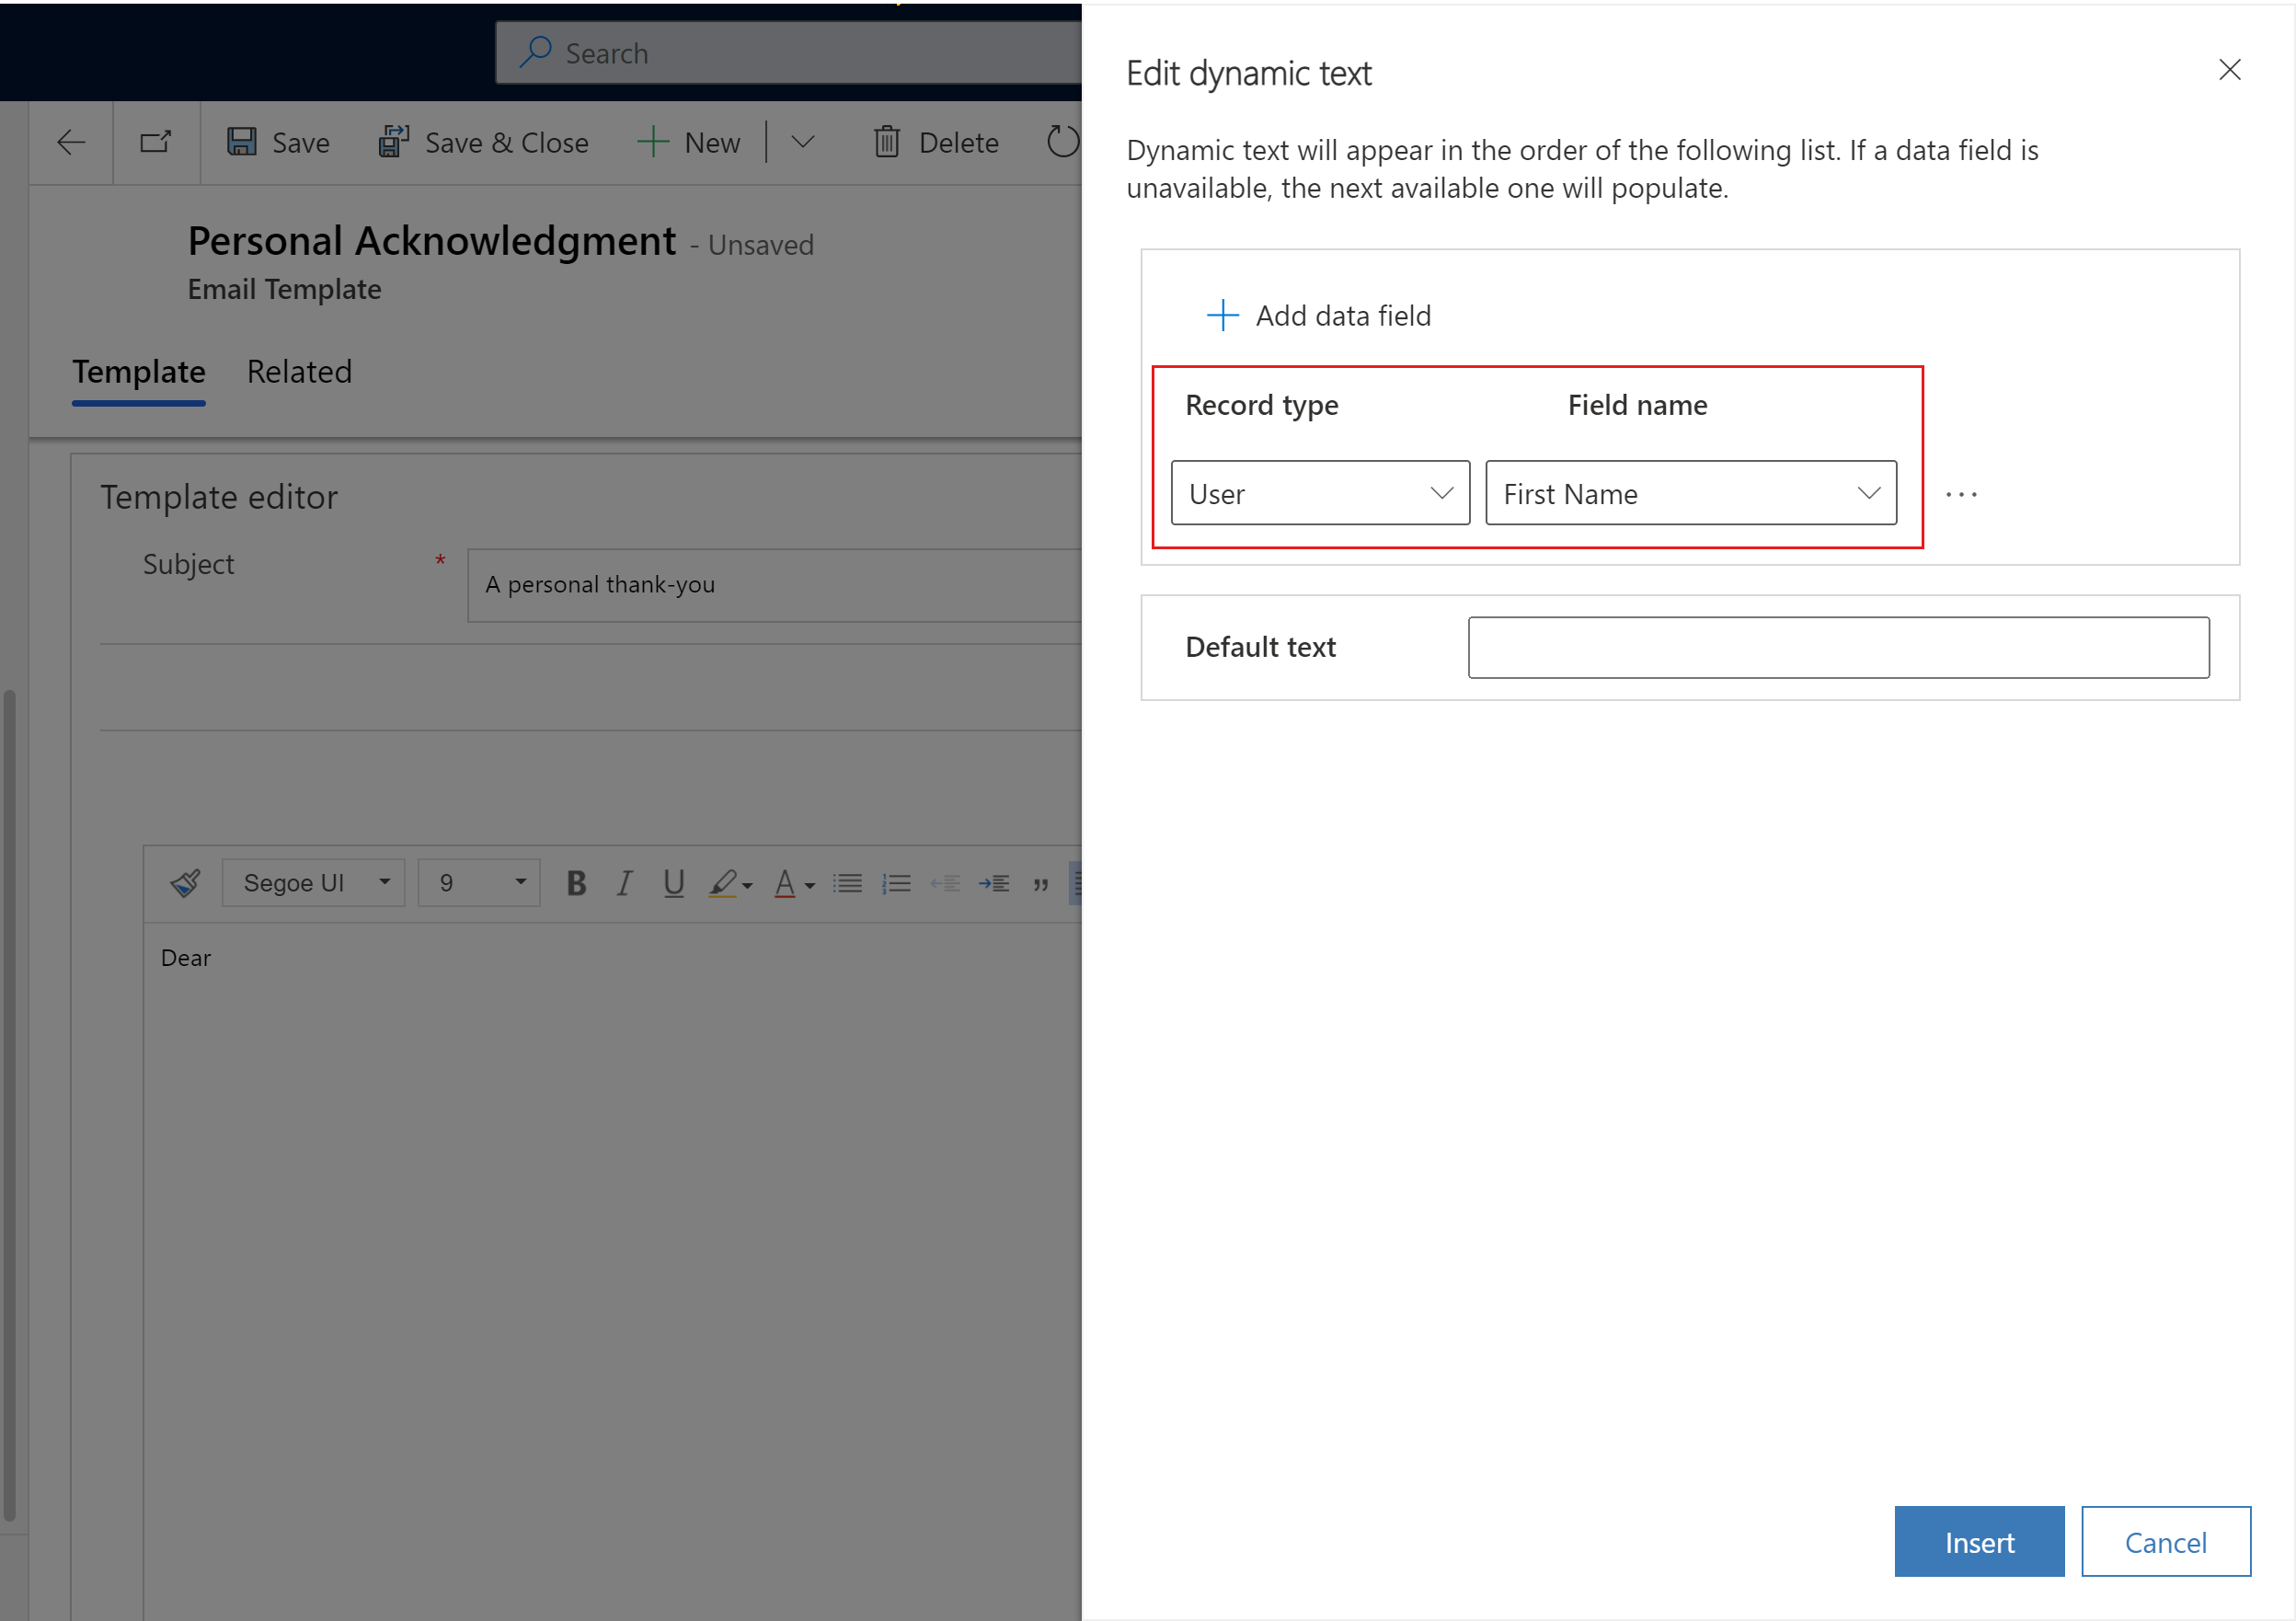 Search
Save
Save & Close
New
Delete
Personal Acknowledgment - Unsaved
Email Template
Template Related
Template editor
Subject * A personal thank-you
Segoe UI 9 B I U A
Dear
Edit dynamic text
Dynamic text will appear in the order of the following list. If a data field is
unavailable, the next available one will populate.
Add data field
Record type Field name
User First Name ...
Default text
Insert Cancel